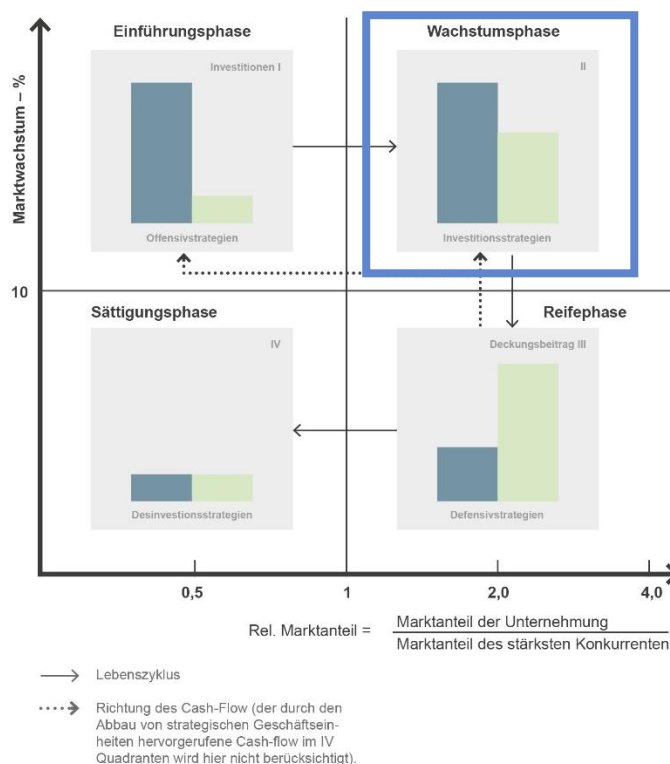 Einführungsphase
Wachstumsphase
Investitionen I
II
Offensivstrategien
Investitionsstrategien
Marktwachstum – %
10
Sättigungsphase
Reifephase
IV
Deckungsbeitrag III
Desinvestionsstrategien
Defensivstrategien
0,5
1
2,0
4,0
Rel. Marktanteil =
Marktanteil der Unternehmung
Marktanteil des stärksten Konkurrenten
Lebenszyklus
Richtung des Cash-Flow (der durch den
Abbau von strategischen Geschäftsein-
heiten hervorgerufene Cash-flow im IV
Quadranten wird hier nicht berücksichtigt).